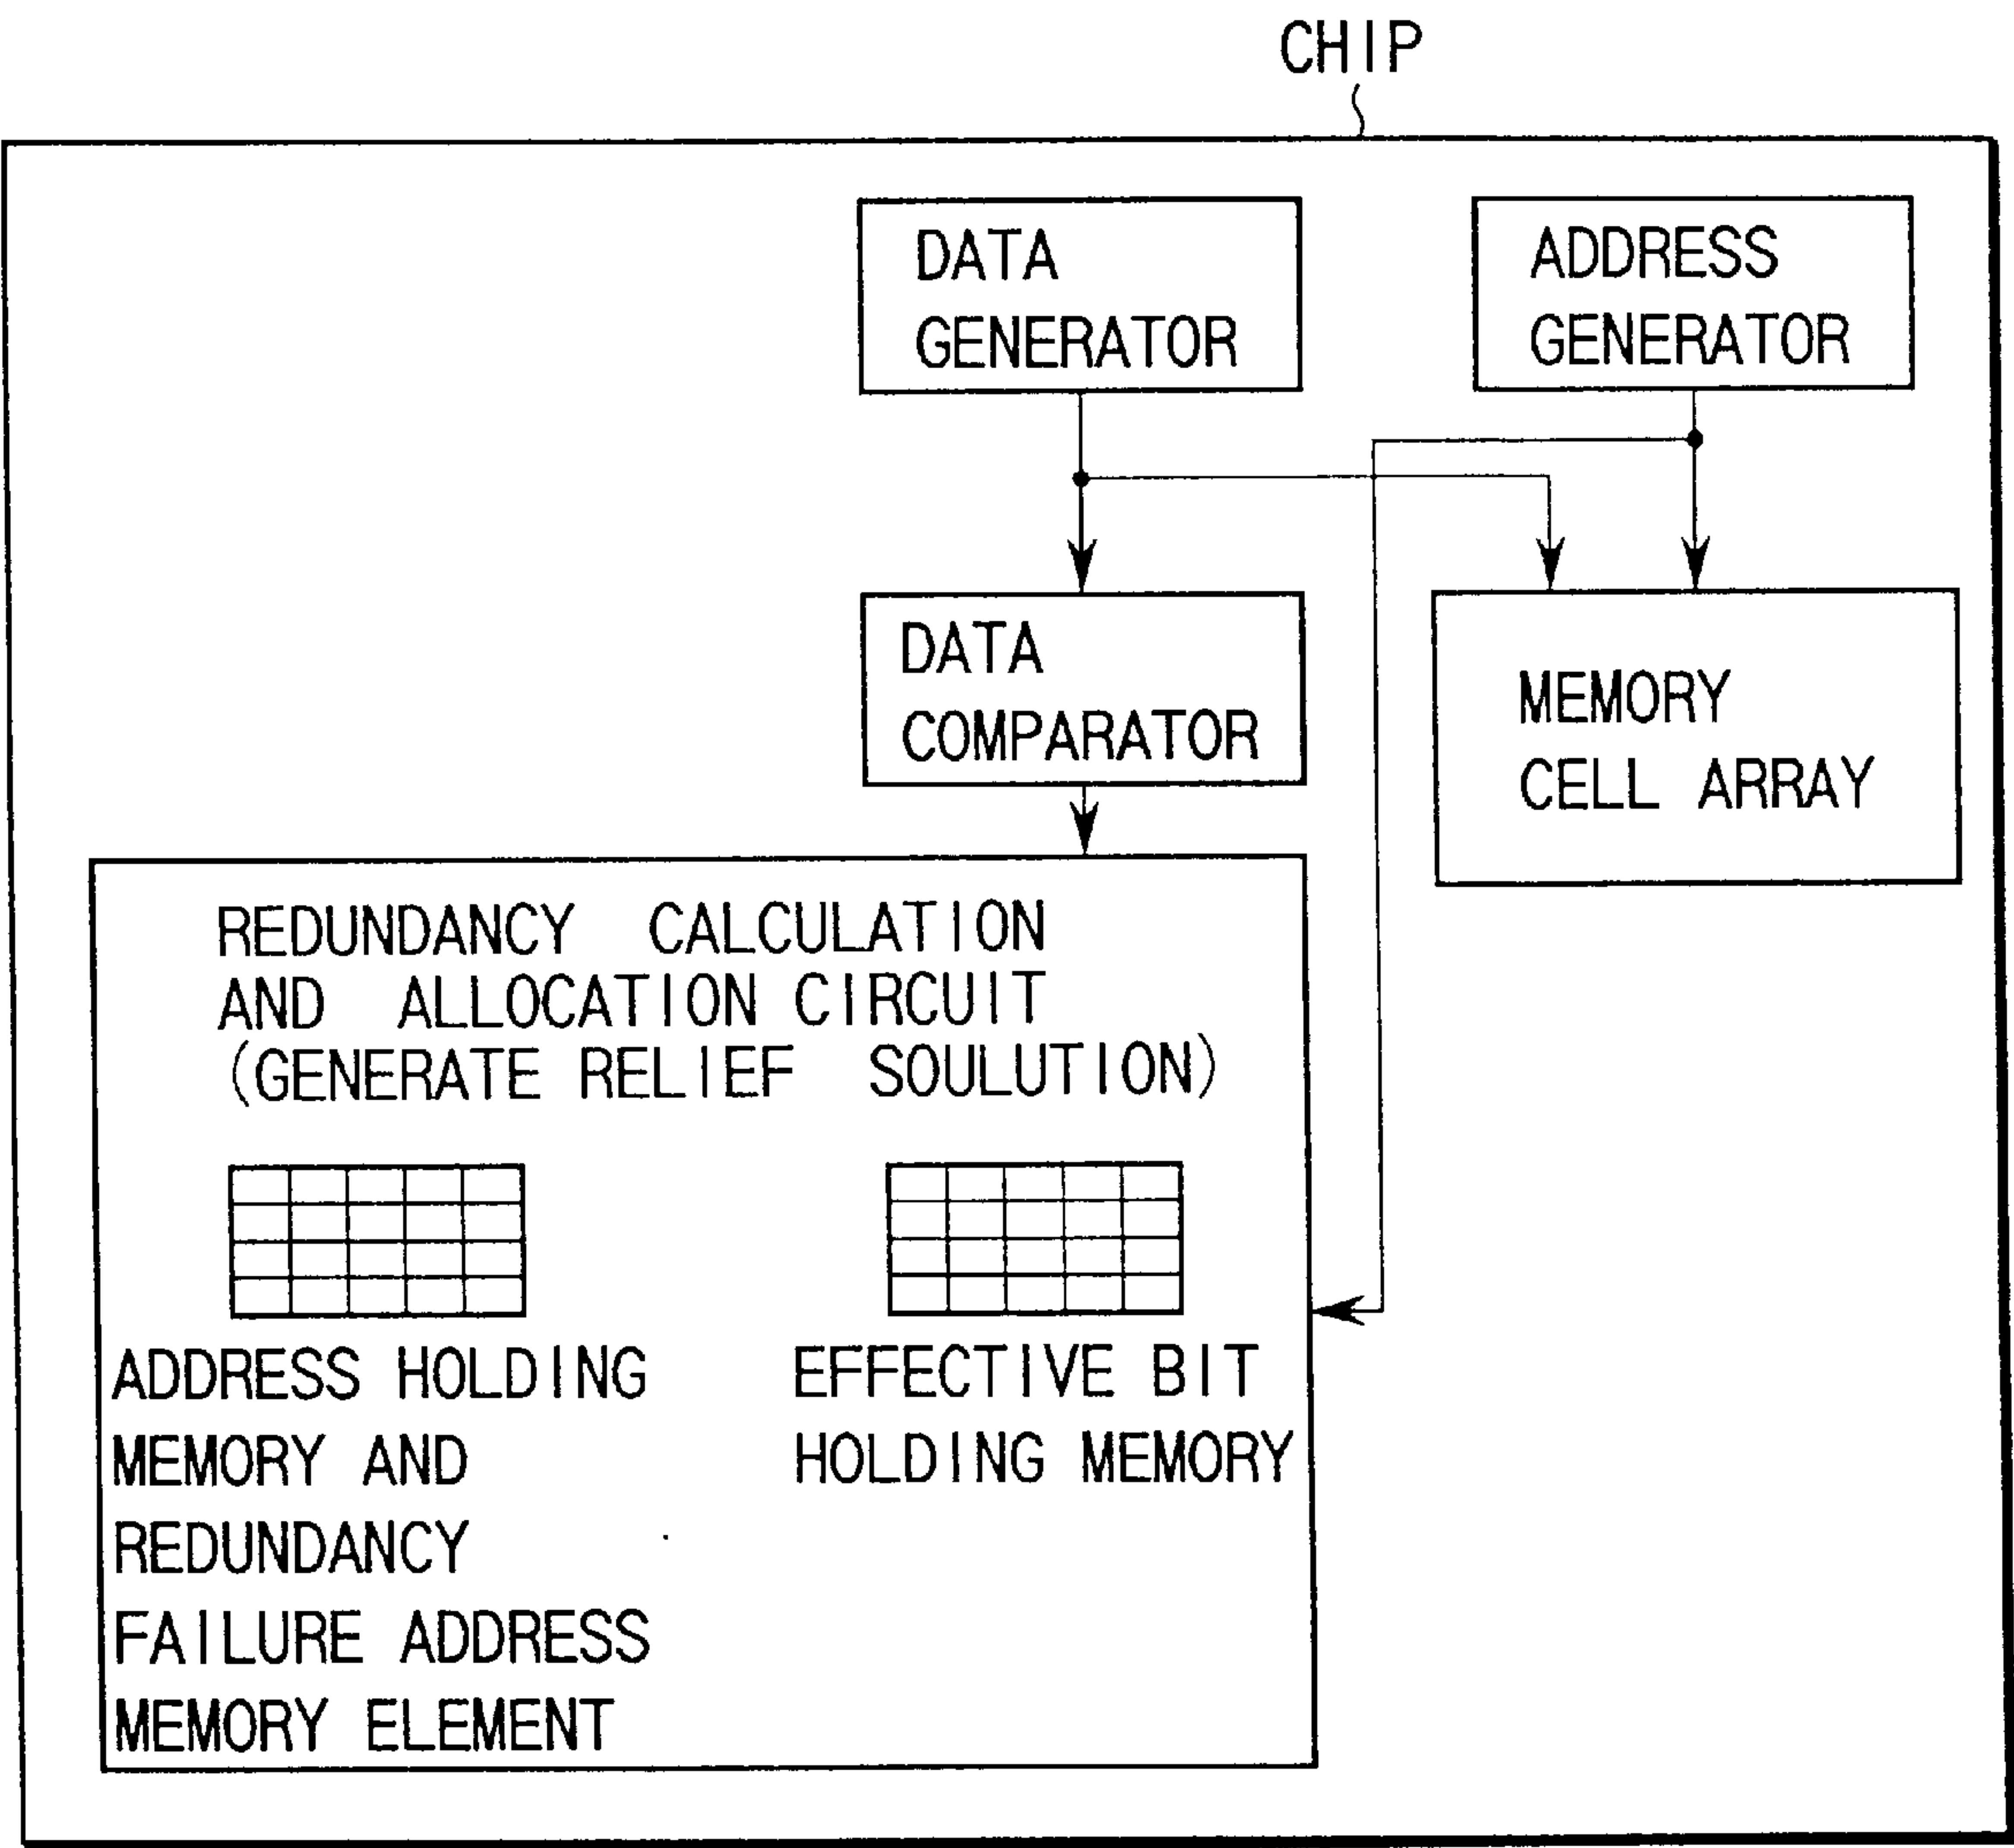 CHIP
DATA
GENERATOR
ADDRESS
GENERATOR
DATA
COMPARATOR
MEMORY
CELL ARRAY
REDUNDANCY CALCULATION
AND ALLOCATION CIRCUIT
(GENERATE RELIEF SOULUTION)
ADDRESS HOLDING
MEMORY AND
REDUNDANCY
FAILURE ADDRESS
MEMORY ELEMENT
EFFECTIVE BIT
HOLDING MEMORY